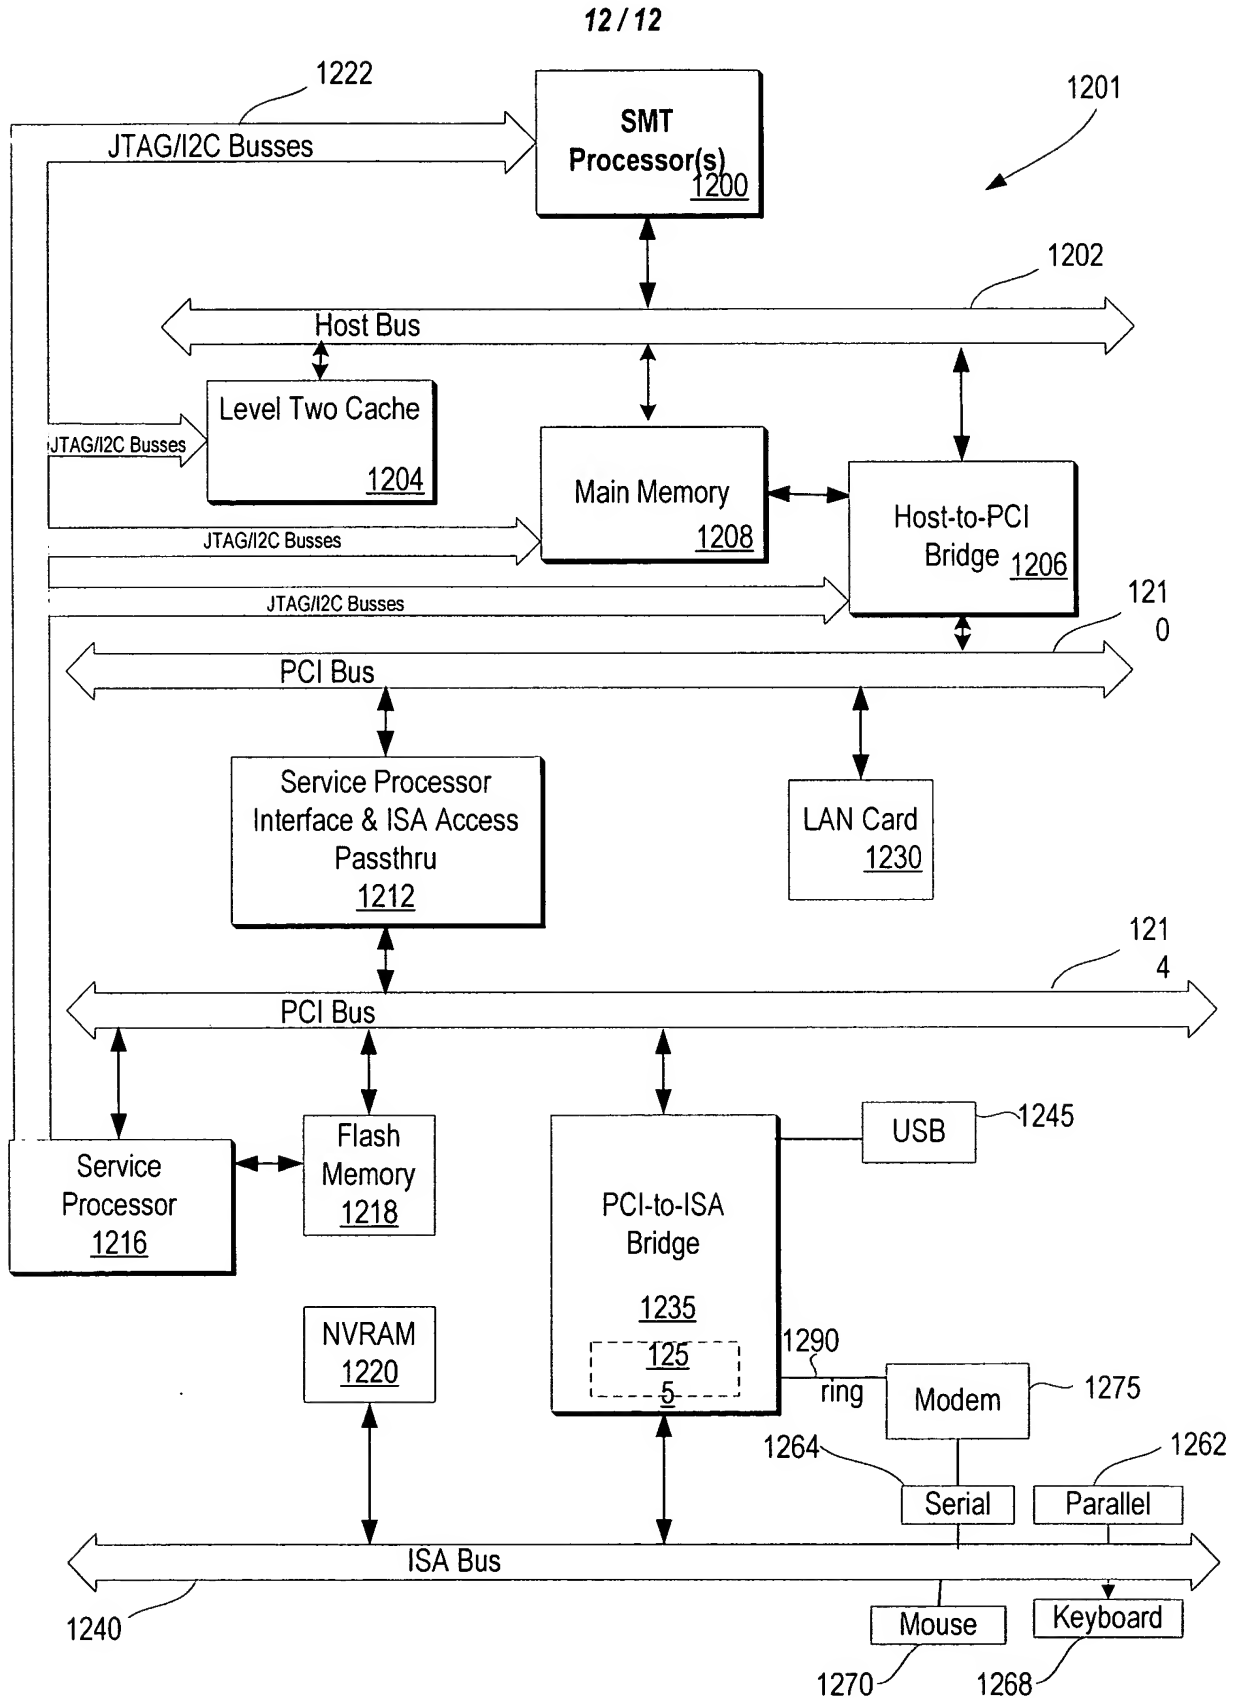 12 / 12
1222
1201
JTAG/I2C Busses
SMT
Processor(s)
1200
1202
Host Bus
Level Two Cache
1204
JTAG/I2C Busses
Main Memory
1208
Host-to-PCI
Bridge
1206
JTAG/I2C Busses
JTAG/I2C Busses
121
0
PCI Bus
Service Processor
Interface & ISA Access
Passthru
1212
LAN Card
1230
121
4
PCI Bus
Service
Processor
1216
Flash
Memory
1218
PCI-to-ISA
Bridge
1235
125
5
USB
1245
NVRAM
1220
1290
ring
Modem
1275
1264
1262
Serial
Parallel
ISA Bus
1240
Mouse
Keyboard
1270
1268